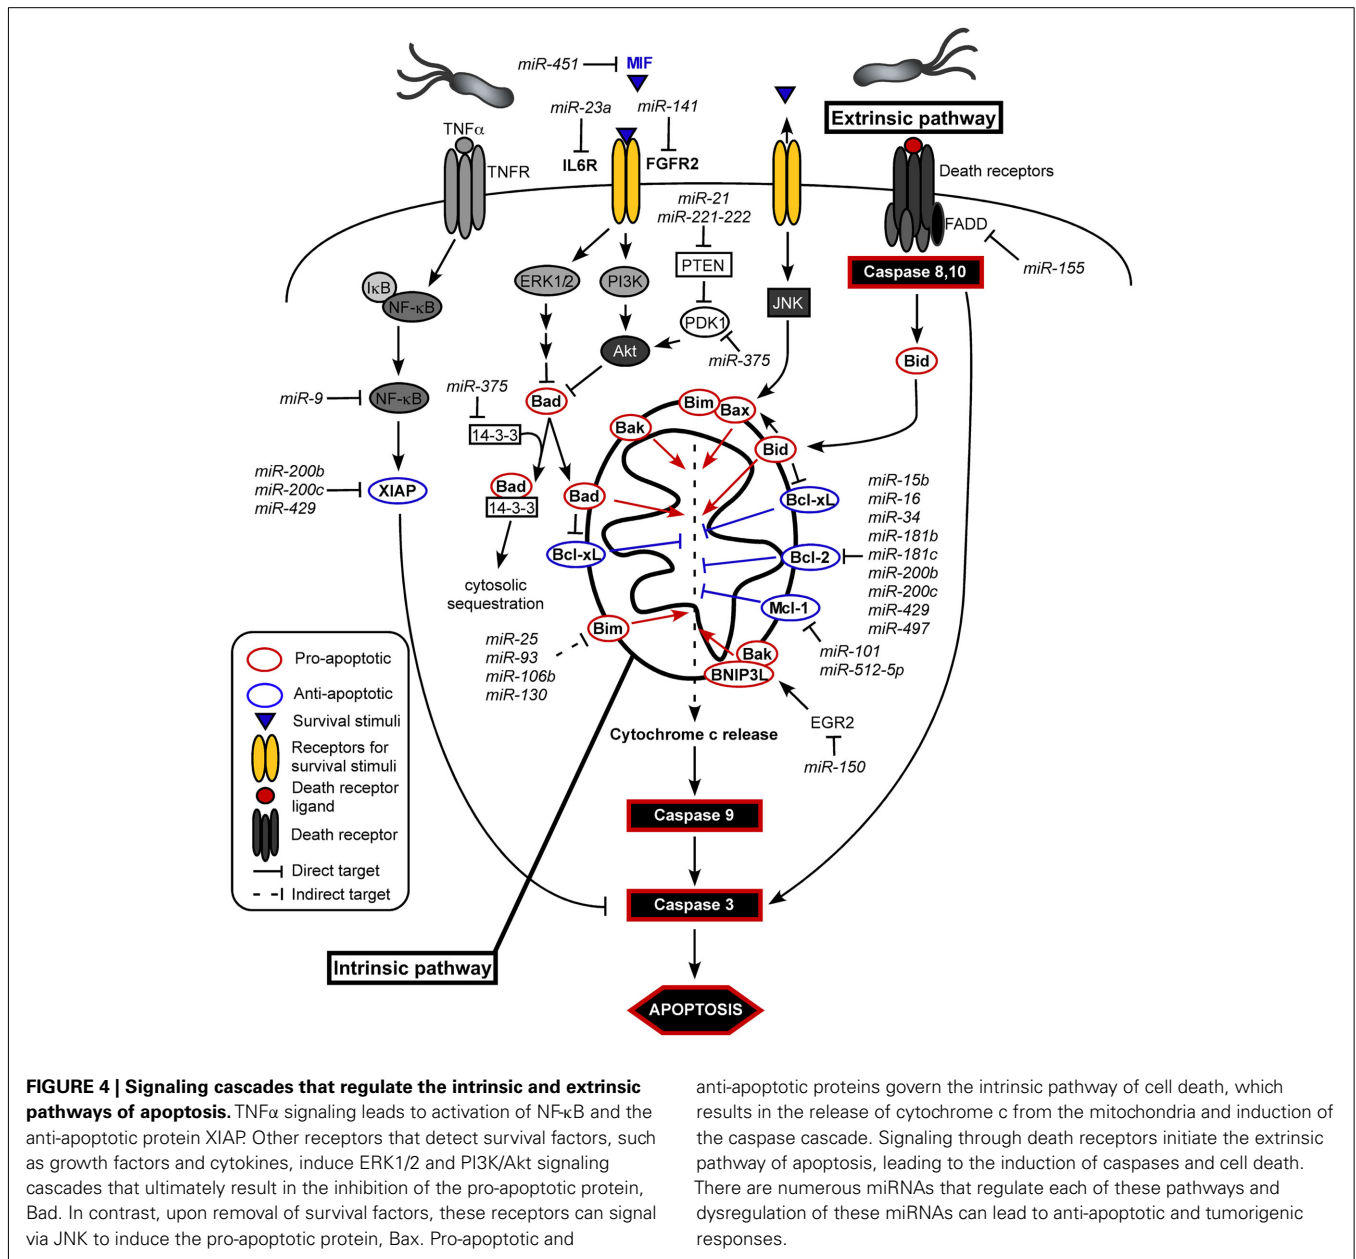 miR-451
MIF
miR-23a
miR-141
Extrinsic pathway
TNFα
TNFR
IL6R
FGFR2
Death receptors
miR-21
miR-221-222
FADD
miR-155
PTEN
Caspase 8,10
IκB
NF-κB
ERK1/2
PI3K
JNK
PDK1
Akt
miR-375
Bid
miR-9
NF-κB
miR-375
Bad
Bim
Bax
Bak
14-3-3
Bid
miR-200b
miR-200c
miR-429
XIAP
Bad
14-3-3
Bad
Bcl-xL
miR-15b
miR-16
miR-34
miR-181b
miR-181c
miR-200b
miR-200c
miR-429
miR-497
Bcl-xL
Bcl-2
cytosolic
sequestration
Mcl-1
Bim
miR-25
miR-93
miR-106b
miR-130
miR-101
miR-512-5p
Bak
BNIP3L
Pro-apoptotic
Anti-apoptotic
Survival stimuli
Receptors for
survival stimuli
Death receptor
ligand
Death receptor
Direct target
Indirect target
EGR2
miR-150
Cytochrome c release
Caspase 9
Caspase 3
Intrinsic pathway
APOPTOSIS
FIGURE 4 | Signaling cascades that regulate the intrinsic and extrinsic
pathways of apoptosis. TNFα signaling leads to activation of NF-κB and the
anti-apoptotic protein XIAP. Other receptors that detect survival factors, such
as growth factors and cytokines, induce ERK1/2 and PI3K/Akt signaling
cascades that ultimately result in the inhibition of the pro-apoptotic protein,
Bad. In contrast, upon removal of survival factors, these receptors can signal
via JNK to induce the pro-apoptotic protein, Bax. Pro-apoptotic and
anti-apoptotic proteins govern the intrinsic pathway of cell death, which
results in the release of cytochrome c from the mitochondria and induction of
the caspase cascade. Signaling through death receptors initiate the extrinsic
pathway of apoptosis, leading to the induction of caspases and cell death.
There are numerous miRNAs that regulate each of these pathways and
dysregulation of these miRNAs can lead to anti-apoptotic and tumorigenic
responses.